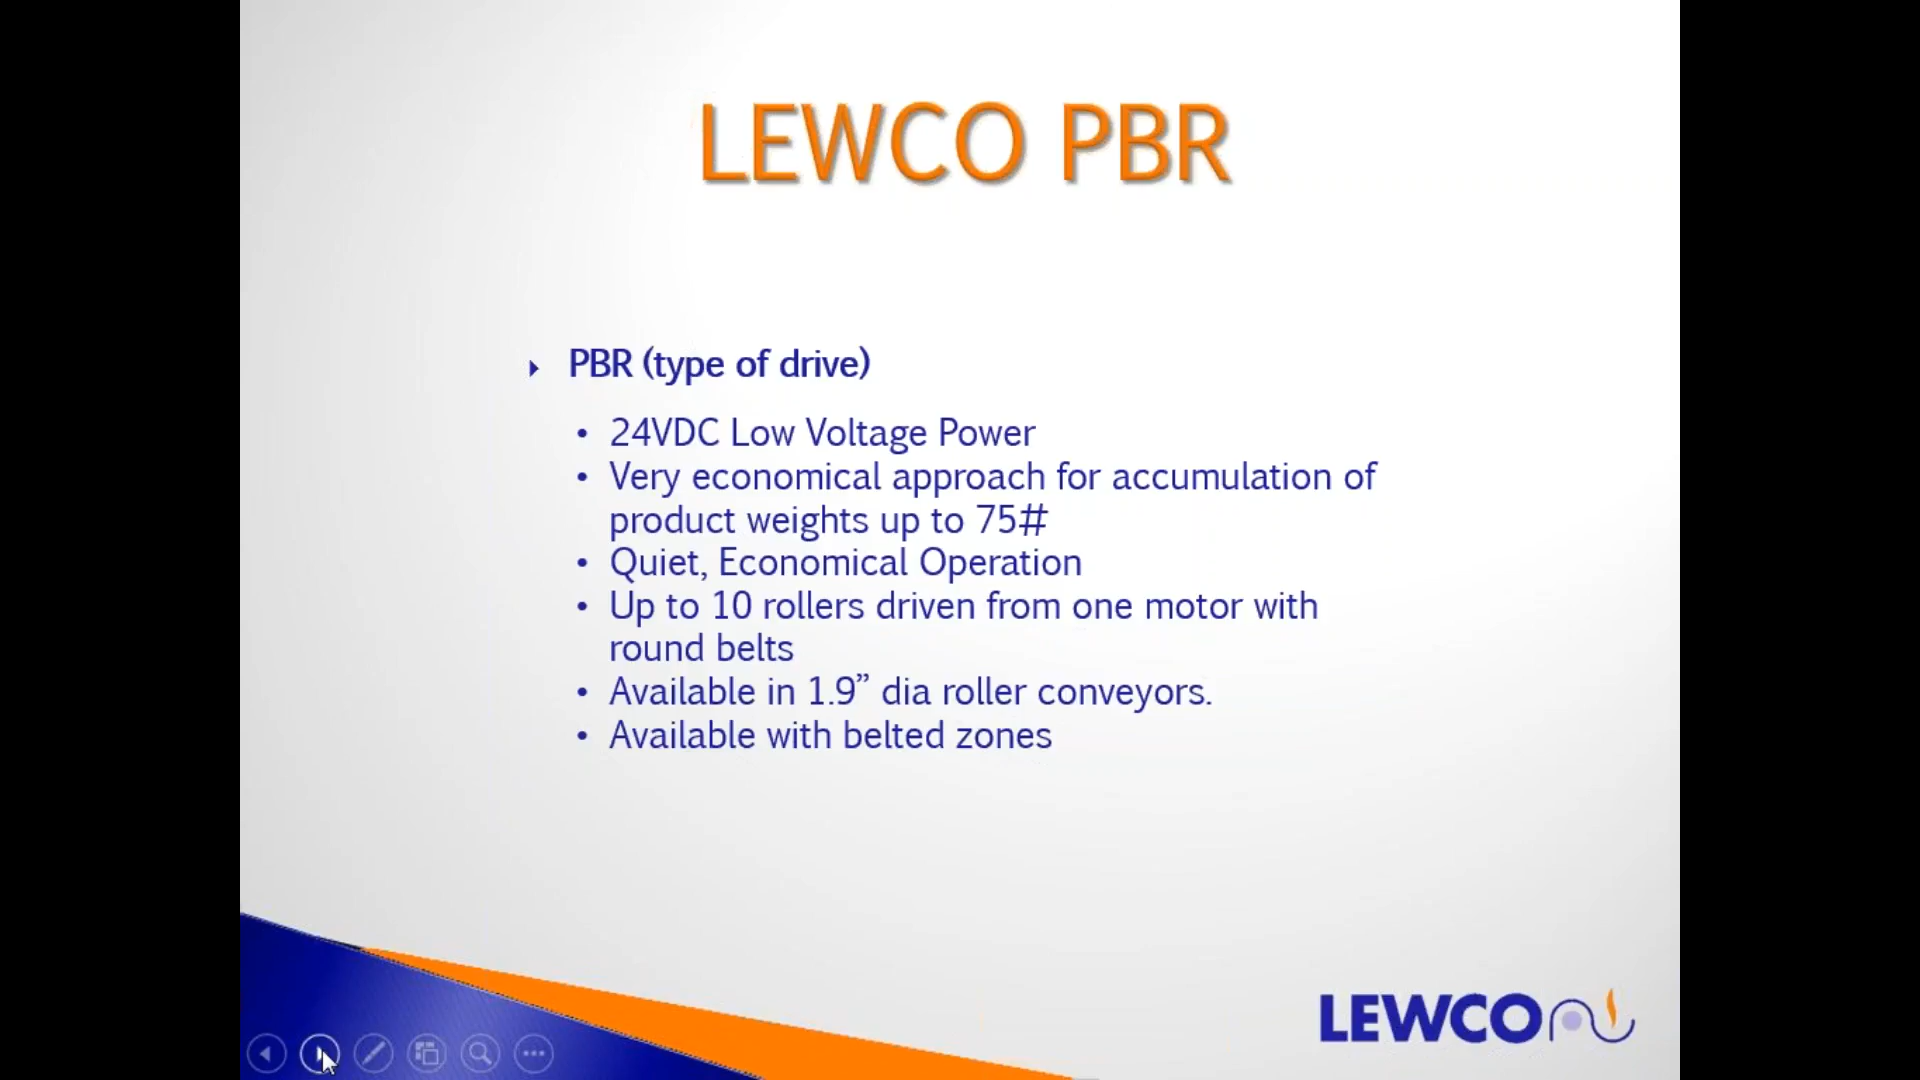 LEWCO PBR
PBR (type of drive)
• 24VDC Low Voltage Power
• Very economical approach for accumulation of
product weights up to 75#
• Quiet, Economical Operation
• Up to 10 rollers driven from one motor with
round belts
• Available in 1.9” dia roller conveyors.
• Available with belted zones
LEWCO